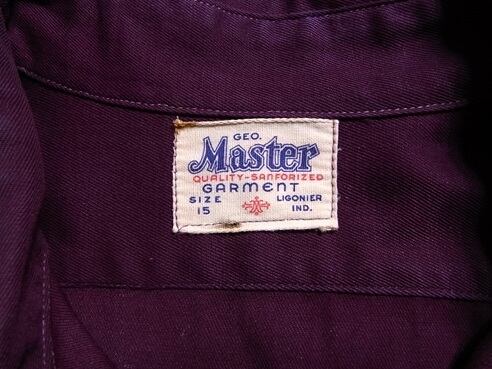 GEO.
Master
QUALITY-SANFORIZED
GARMENT
SIZE 15
LIGONIER IND.